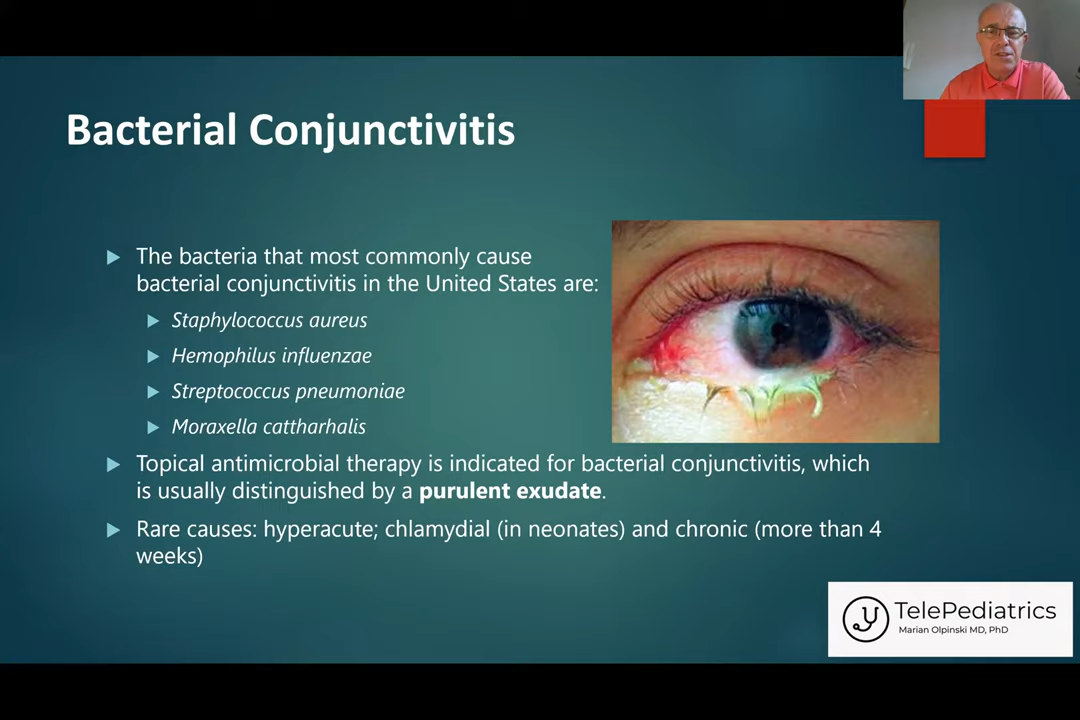 Bacterial Conjunctivitis
The bacteria that most commonly cause
bacterial conjunctivitis in the United States are:
Staphylococcus aureus
Hemophilus influenzae
Streptococcus pneumoniae
Moraxella cattharhalis
Topical antimicrobial therapy is indicated for bacterial conjunctivitis, which
is usually distinguished by a purulent exudate.
Rare causes: hyperacute; chlamydial (in neonates) and chronic (more than 4
weeks)
TelePediatrics
Marian Olpinski MD, PhD